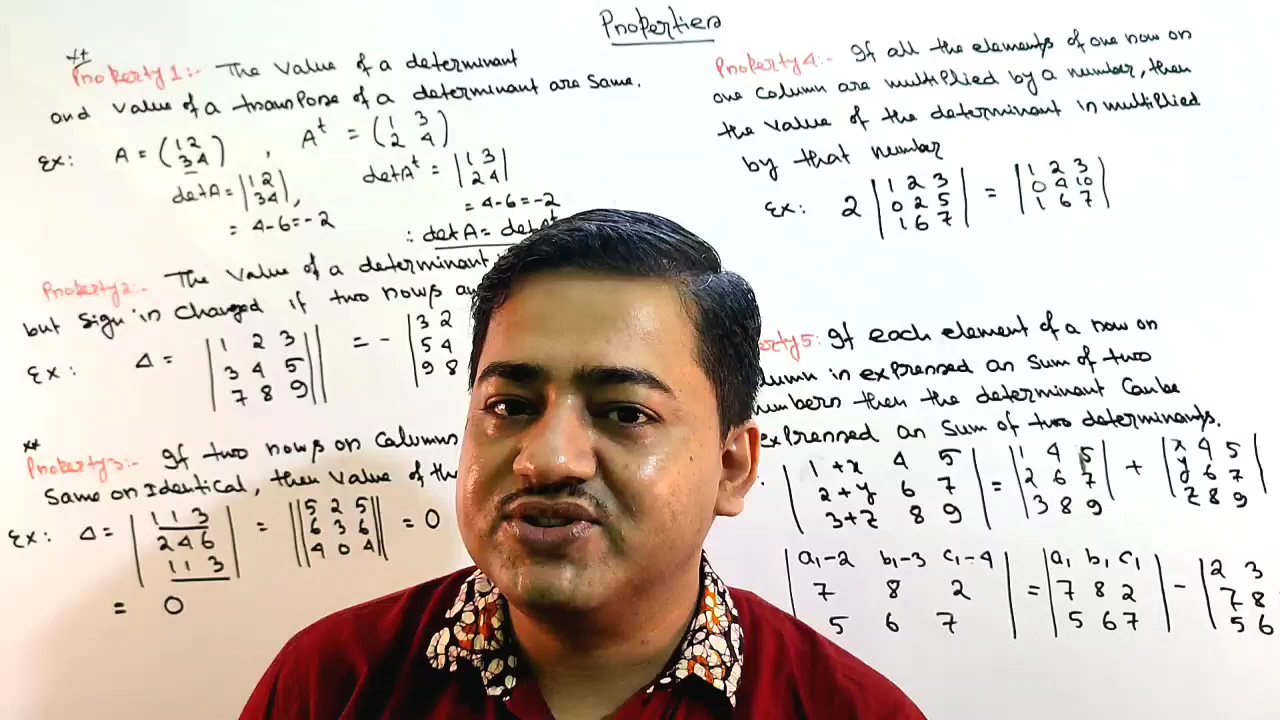 Properties
** Property 1:- The value of a determinant
and value of a transpose of a determinant are same.
Ex: A = (1 2 3 4) , A^t = (1 3 2 4)
det A = |1 2 3 4| , det A^t = |1 3 2 4|
= 4-6 = -2 = 4-6 = -2
∴ det A = det A^t
Property 2:- The value of a determinant
but sign is changed if two rows
Ex: Δ = |1 2 3| = - |3 2
|3 4 5| |5 4
|7 8 9| |9 8
** Property 3:- If two rows or columns
same or identical, then value of the
Ex: Δ = |1 1 3| = |5 2 5| = 0
|2 4 6| |6 3 6|
|1 1 3| |4 0 4|
= 0
Property 4:- If all the elements of one row or
one column are multiplied by a number, then
the value of the determinant is multiplied
by that number
Ex: 2 |1 2 3| = |1 2 3|
|0 2 5| |0 4 10|
|1 6 7| |1 6 7|
5:- If each element of a row or
is expressed as sum of two
then the determinant can be
expressed as sum of two determinants.
|1+x 4 5| = |1 4 5| + |x 4 5|
|2+y 6 7| |2 6 7| |y 6 7|
|3+z 8 9| |3 8 9| |z 8 9|
|a₁-2 b₁-3 c₁-4| = |a₁ b₁ c₁| - |2 3
|7 8 2| |7 8 2| |7 8
|5 6 7| |5 6 7| |5 6